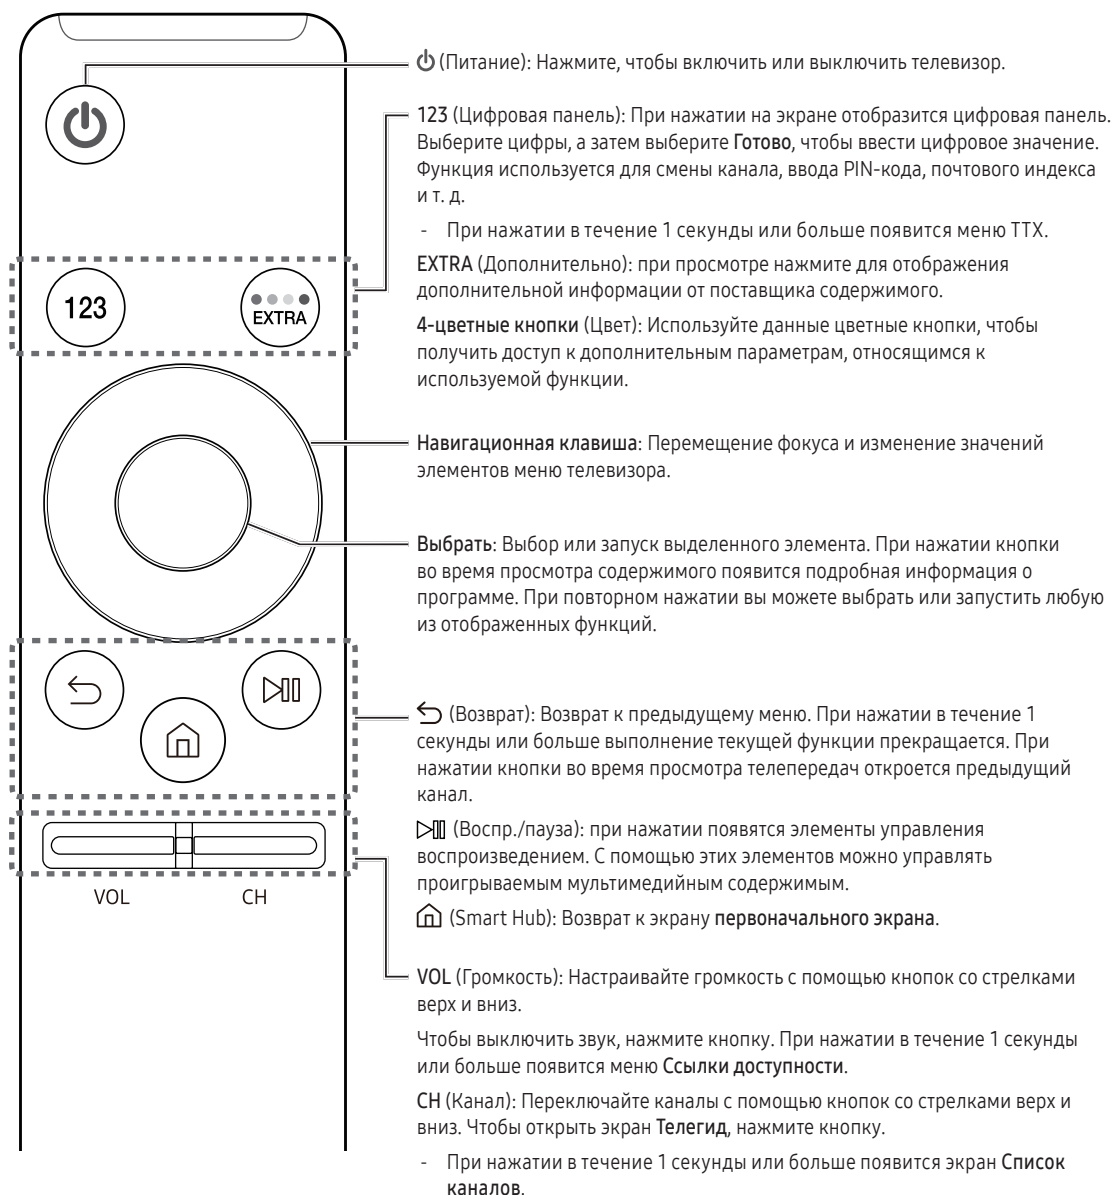 (Питание): Нажмите, чтобы включить или выключить телевизор.
123 (Цифровая панель): При нажатии на экране отобразится цифровая панель.
Выберите цифры, а затем выберите Готово, чтобы ввести цифровое значение.
Функция используется для смены канала, ввода PIN-кода, почтового индекса
и т. д.
- При нажатии в течение 1 секунды или больше появится меню TTX.
EXTRA (Дополнительно): при просмотре нажмите для отображения
дополнительной информации от поставщика содержимого.
4-цветные кнопки (Цвет): Используйте данные цветные кнопки, чтобы
получить доступ к дополнительным параметрам, относящимся к
используемой функции.
123
EXTRA
Навигационная клавиша: Перемещение фокуса и изменение значений
элементов меню телевизора.
Выбрать: Выбор или запуск выделенного элемента. При нажатии кнопки
во время просмотра содержимого появится подробная информация о
программе. При повторном нажатии вы можете выбрать или запустить любую
из отображенных функций.
(Возврат): Возврат к предыдущему меню. При нажатии в течение 1
секунды или больше выполнение текущей функции прекращается. При
нажатии кнопки во время просмотра телепередач откроется предыдущий
канал.
(Воспр./пауза): при нажатии появятся элементы управления
воспроизведением. С помощью этих элементов можно управлять
проигрываемым мультимедийным содержимым.
(Smart Hub): Возврат к экрану первоначального экрана.
VOL
CH
VOL (Громкость): Настраивайте громкость с помощью кнопок со стрелками
верх и вниз.
Чтобы выключить звук, нажмите кнопку. При нажатии в течение 1 секунды
или больше появится меню Ссылки доступности.
CH (Канал): Переключайте каналы с помощью кнопок со стрелками верх и
вниз. Чтобы открыть экран Телегид, нажмите кнопку.
- При нажатии в течение 1 секунды или больше появится экран Список
каналов.